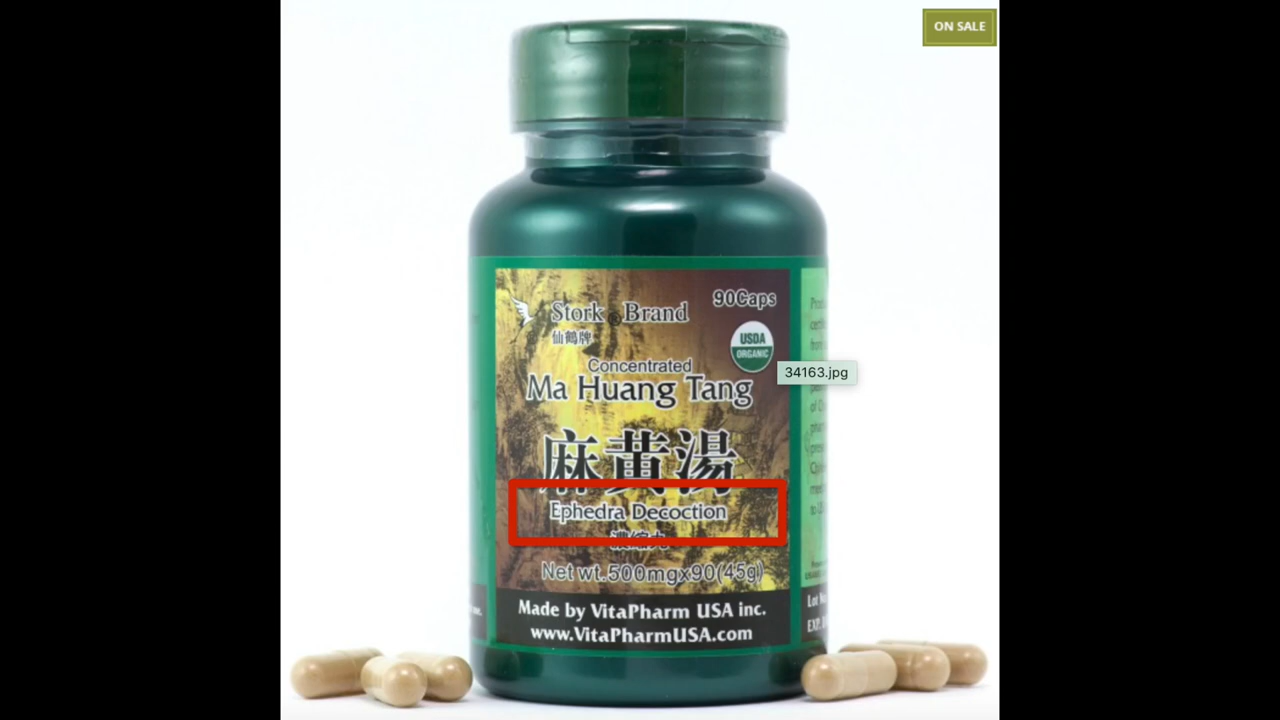 ON SALE
90Caps
Stork Brand
仙鶴牌
USDA
ORGANIC
34163.jpg
Concentrated
Ma Huang Tang
麻黃湯
Ephedra Decoction
Net wt.500mgx90(45g)
Made by VitaPharm USA inc.
www.VitaPharmUSA.com